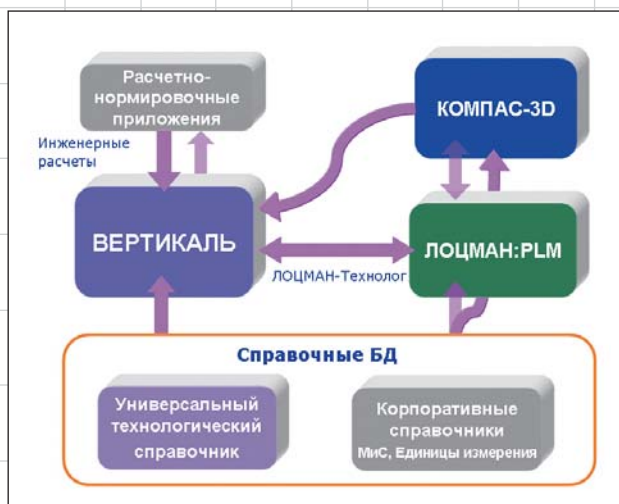 Расчетно-
нормировочные
приложения
КОМПАС-3D
Инженерные
расчеты
ВЕРТИКАЛЬ
ЛОЦМАН:PLM
ЛОЦМАН-Технолог
Справочные БД
Универсальный
технологический
справочник
Корпоративные
справочники
МиС, Единицы измерения